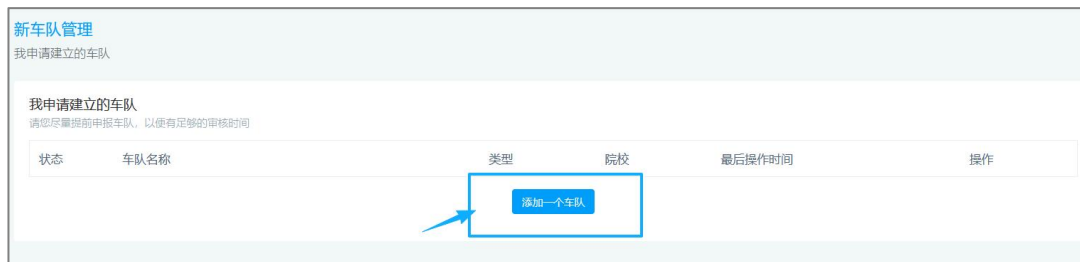 新车队管理
我申请建立的车队
我申请建立的车队
请您尽量提前申报车队，以便有足够的审核时间
状态 车队名称 类型 院校 最后操作时间 操作
添加一个车队